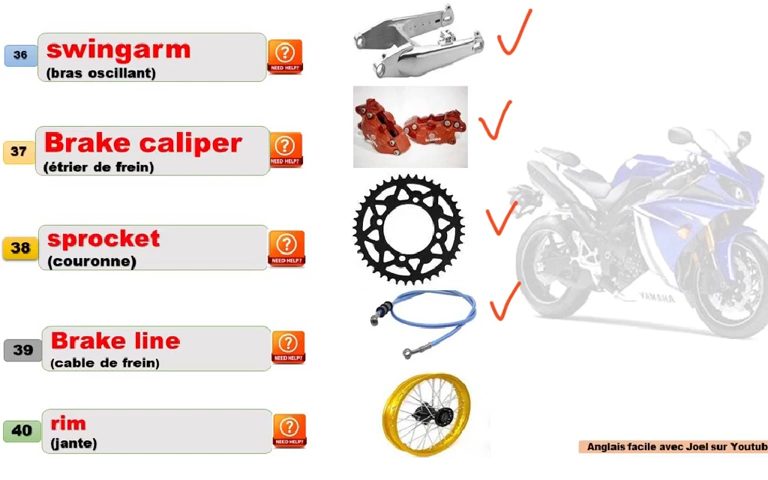 36
swingarm
(bras oscillant)
NEED HELP?
37
Brake caliper
(étrier de frein)
NEED HELP?
38
sprocket
(couronne)
NEED HELP?
39
Brake line
(cable de frein)
NEED HELP?
40
rim
(jante)
NEED HELP?
YAMAHA
Anglais facile avec Joel sur Youtub